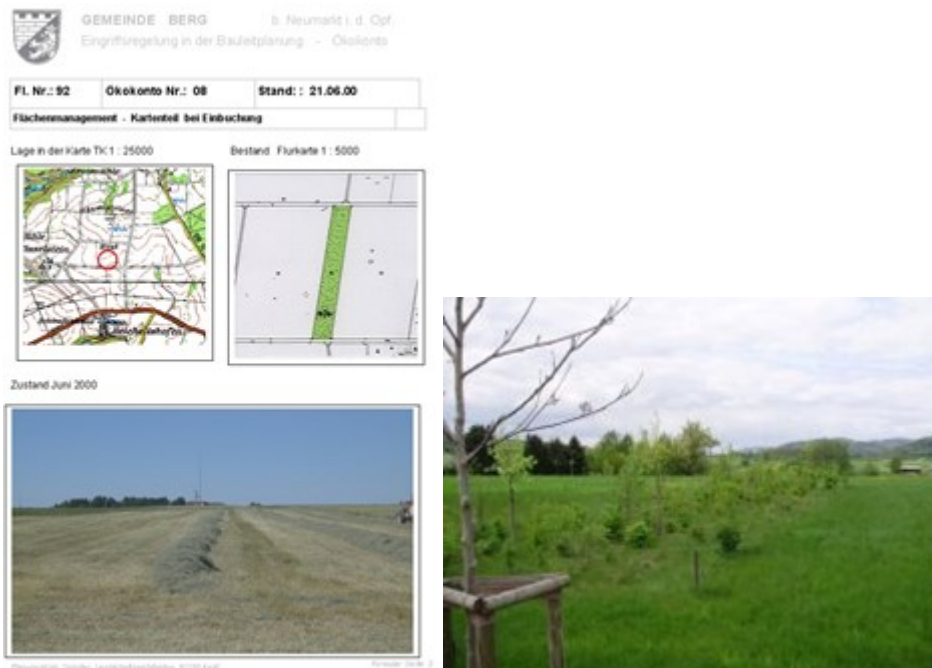 GEMEINDE BERG b. Neumarkt i. d. Opf.
Eingriffsregelung in der Bauleitplanung - Ökokonto
Fl. Nr.: 92 Ökokonto Nr.: 08 Stand: : 21.06.00
Flächenmanagement - Kartenteil bei Einbuchung
Lage in der Karte TK 1 : 25000 Bestand Flurkarte 1 : 5000
Zustand Juni 2000